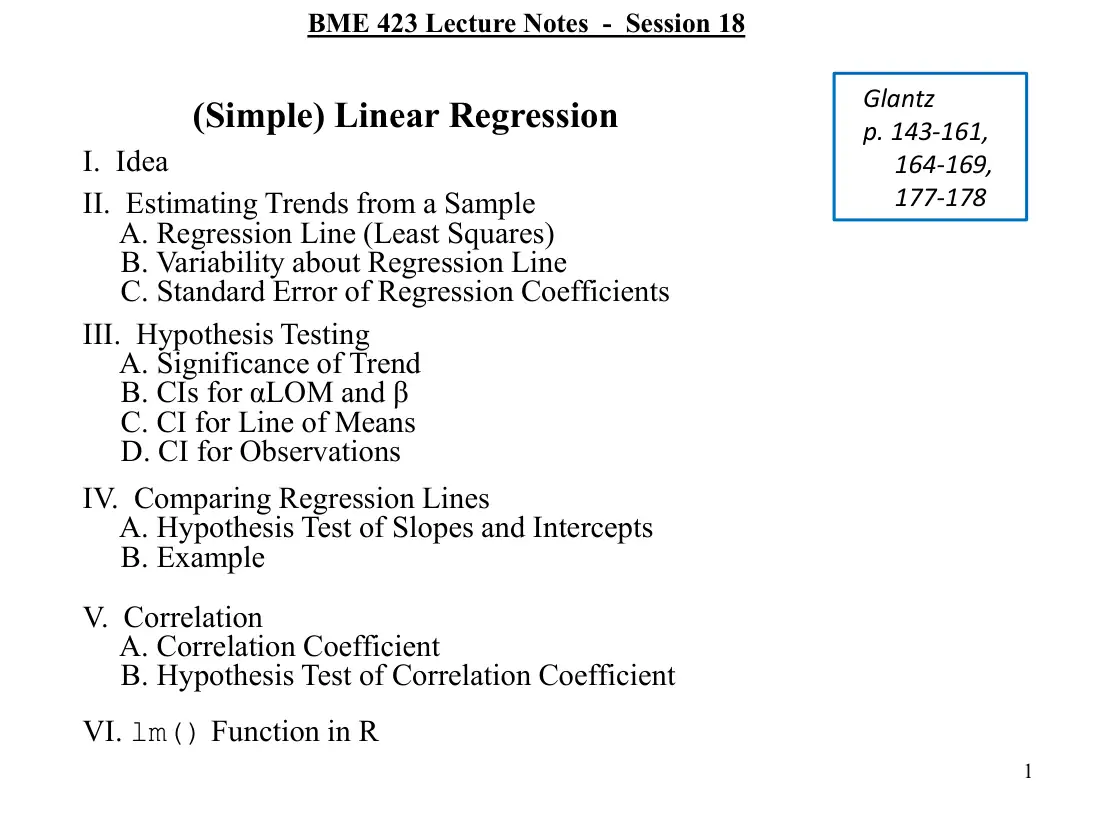 BME 423 Lecture Notes - Session 18
(Simple) Linear Regression
Glantz
p. 143-161,
164-169,
177-178
I. Idea
II. Estimating Trends from a Sample
A. Regression Line (Least Squares)
B. Variability about Regression Line
C. Standard Error of Regression Coefficients
III. Hypothesis Testing
A. Significance of Trend
B. CIs for αLOM and β
C. CI for Line of Means
D. CI for Observations
IV. Comparing Regression Lines
A. Hypothesis Test of Slopes and Intercepts
B. Example
V. Correlation
A. Correlation Coefficient
B. Hypothesis Test of Correlation Coefficient
VI. lm() Function in R
1